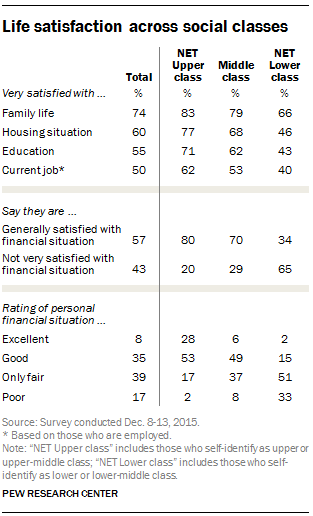 Life satisfaction across social classes
Total NET Upper class Middle class NET Lower class
Very satisfied with ... % % % %
Family life 74 83 79 66
Housing situation 60 77 68 46
Education 55 71 62 43
Current job* 50 62 53 40
Say they are ...
Generally satisfied with
financial situation 57 80 70 34
Not very satisfied with
financial situation 43 20 29 65
Rating of personal
financial situation ...
Excellent 8 28 6 2
Good 35 53 49 15
Only fair 39 17 37 51
Poor 17 2 8 33
Source: Survey conducted Dec. 8-13, 2015.
* Based on those who are employed.
Note: “NET Upper class” includes those who self-identify as upper or
upper-middle class; “NET Lower class” includes those who self-
identify as lower or lower-middle class.
PEW RESEARCH CENTER